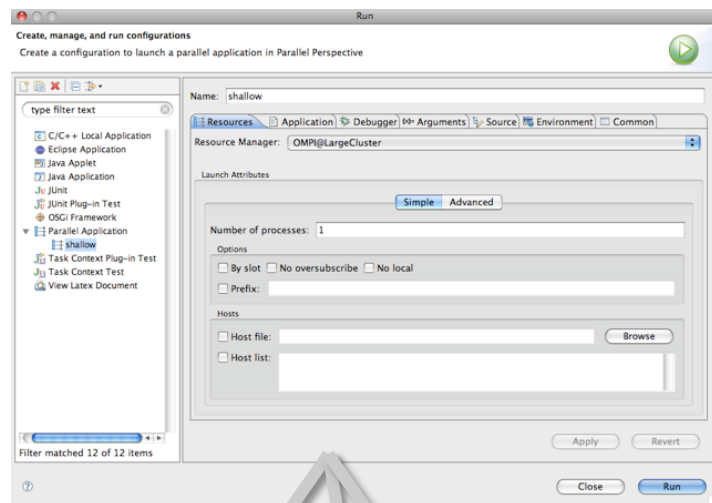 Run
Create, manage, and run configurations
Create a configuration to launch a parallel application in Parallel Perspective
type filter text
C/C++ Local Application
Eclipse Application
Java Applet
Java Application
JUnit
JUnit Plug-in Test
OSGi Framework
Parallel Application
shallow
Task Context Plug-in Test
Task Context Test
View Latex Document
Filter matched 12 of 12 items
Name: shallow
Resources Application Debugger Arguments Source Environment Common
Resource Manager: OMPI@LargeCluster
Launch Attributes
Simple Advanced
Number of processes: 1
Options
By slot No oversubscribe No local
Prefix:
Hosts
Host file: Browse
Host list:
Apply Revert
? Close Run